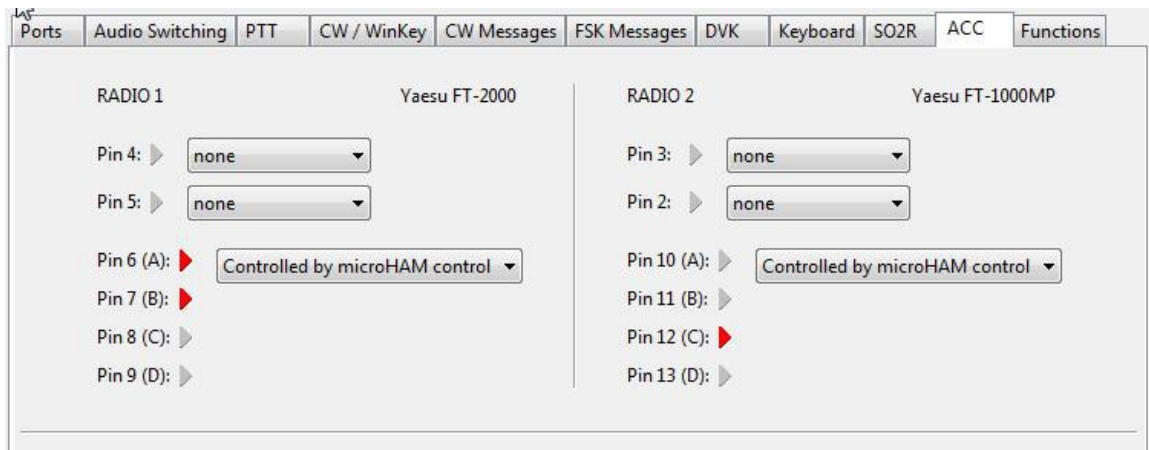 Ports Audio Switching PTT CW / WinKey CW Messages FSK Messages DVK Keyboard SO2R ACC Functions
RADIO 1 Yaesu FT-2000
Pin 4: none
Pin 5: none
Pin 6 (A): Controlled by microHAM control
Pin 7 (B):
Pin 8 (C):
Pin 9 (D):
RADIO 2 Yaesu FT-1000MP
Pin 3: none
Pin 2: none
Pin 10 (A): Controlled by microHAM control
Pin 11 (B):
Pin 12 (C):
Pin 13 (D):